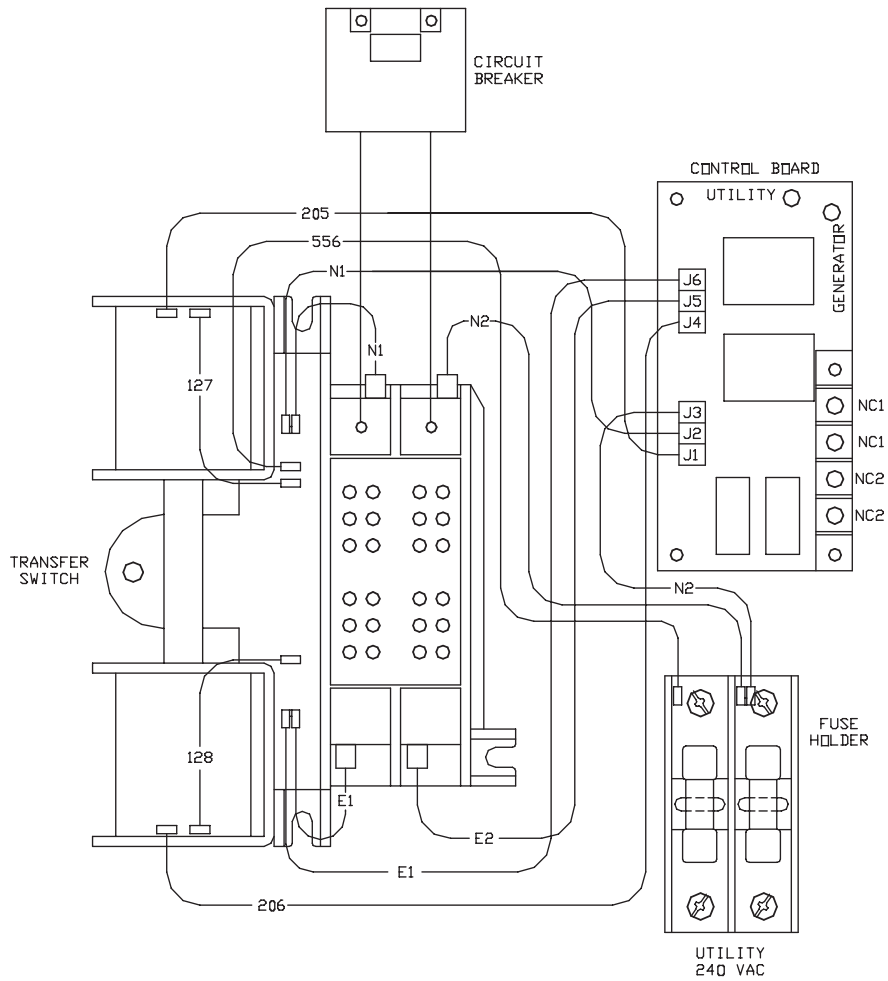 CIRCUIT
BREAKER
CONTROL BOARD
UTILITY
GENERATOR
205
556
N1
J6
J5
J4
N2
N1
127
NC1
J3
J2
NC1
J1
NC2
NC2
TRANSFER
SWITCH
N2
FUSE
HOLDER
128
E1
E2
E1
206
UTILITY
240 VAC